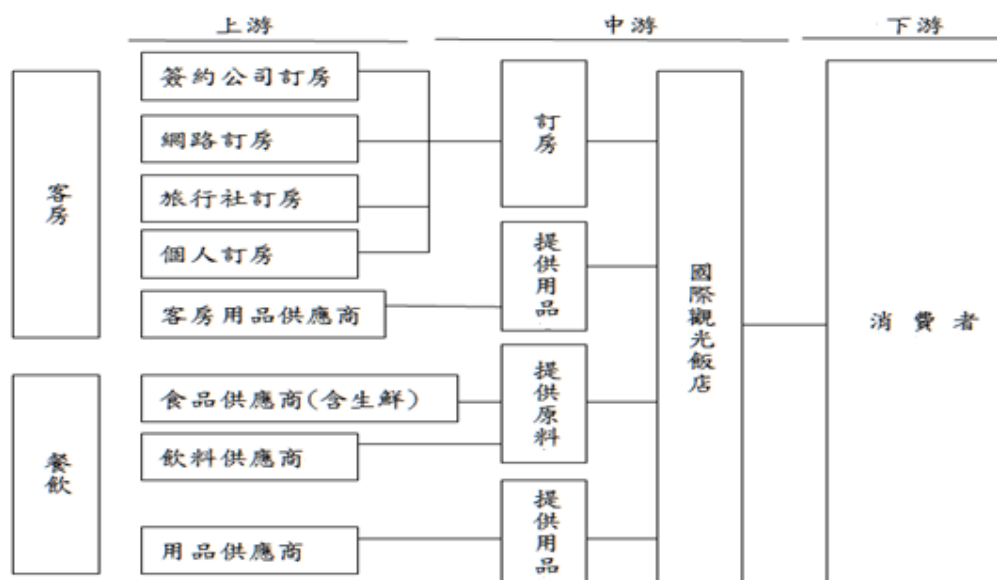 上游
中游
下游
客房
簽約公司訂房
網路訂房
旅行社訂房
個人訂房
客房用品供應商
訂房
提供用品
餐飲
食品供應商(含生鮮)
飲料供應商
用品供應商
提供原料
提供用品
國際觀光飯店
消費者